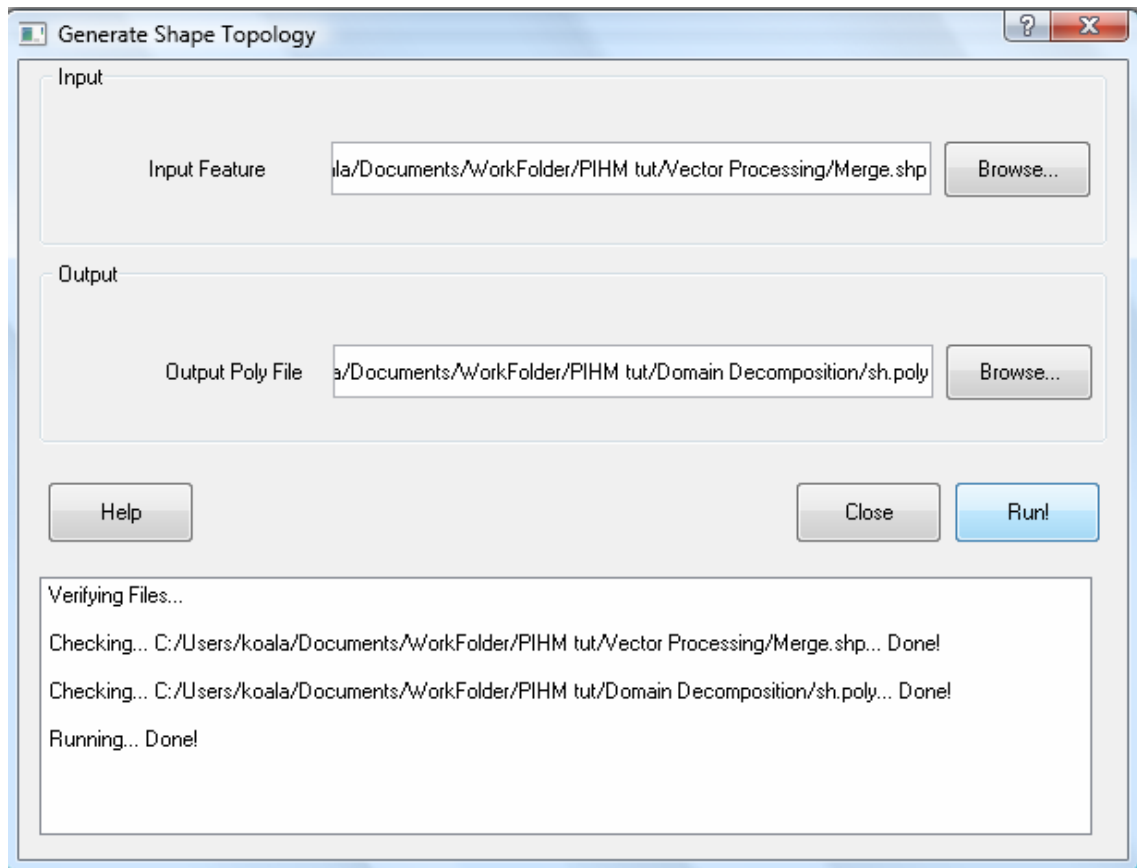 Generate Shape Topology
Input
Input Feature
la/Documents/WorkFolder/PIHM tut/Vector Processing/Merge.shp
Browse...
Output
Output Poly File
a/Documents/WorkFolder/PIHM tut/Domain Decomposition/sh.poly
Browse...
Help
Close
Run!
Verifying Files...
Checking... C:/Users/koala/Documents/WorkFolder/PIHM tut/Vector Processing/Merge.shp... Done!
Checking... C:/Users/koala/Documents/WorkFolder/PIHM tut/Domain Decomposition/sh.poly... Done!
Running... Done!